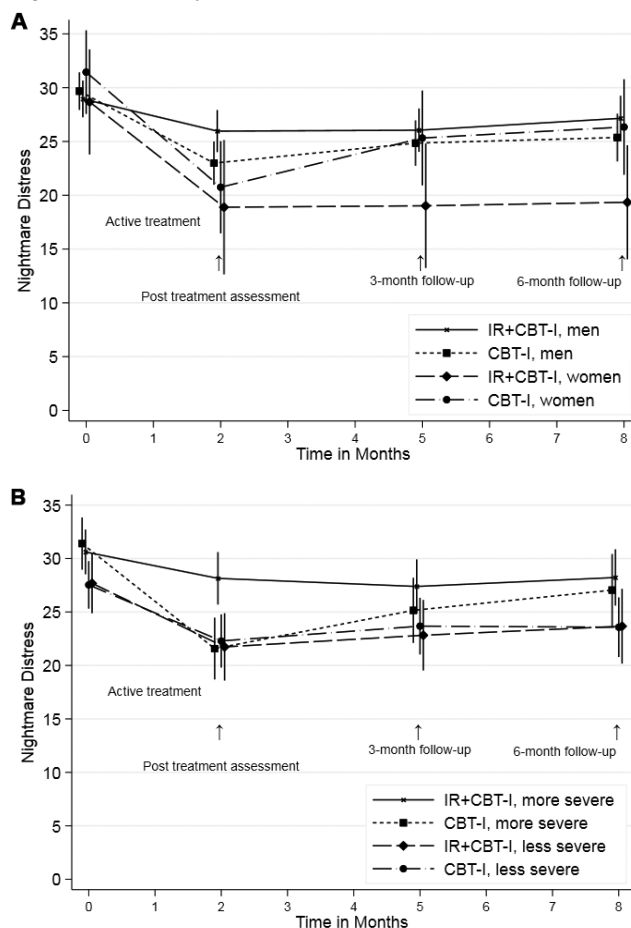 A
35
30
25
20
15
10
5
0
Nightmare Distress
Active treatment
Post treatment assessment
↑
↑
↑
3-month follow-up
6-month follow-up
IR+CBT-I, men
CBT-I, men
IR+CBT-I, women
CBT-I, women
0 1 2 3 4 5 6 7 8
Time in Months
B
35
30
25
20
15
10
5
0
Nightmare Distress
Active treatment
Post treatment assessment
↑
↑
↑
3-month follow-up
6-month follow-up
IR+CBT-I, more severe
CBT-I, more severe
IR+CBT-I, less severe
CBT-I, less severe
0 1 2 3 4 5 6 7 8
Time in Months